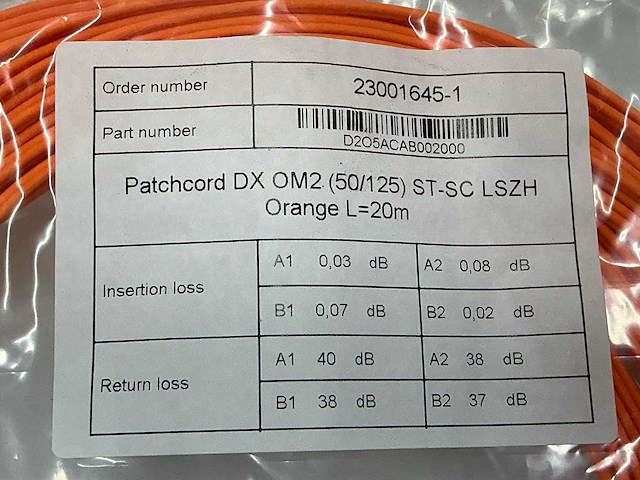 Order number 23001645-1
Part number
D2O5ACAB002000
Patchcord DX OM2 (50/125) ST-SC LSZH
Orange L=20m
Insertion loss
A1 0,03 dB A2 0,08 dB
B1 0,07 dB B2 0,02 dB
Return loss
A1 40 dB A2 38 dB
B1 38 dB B2 37 dB